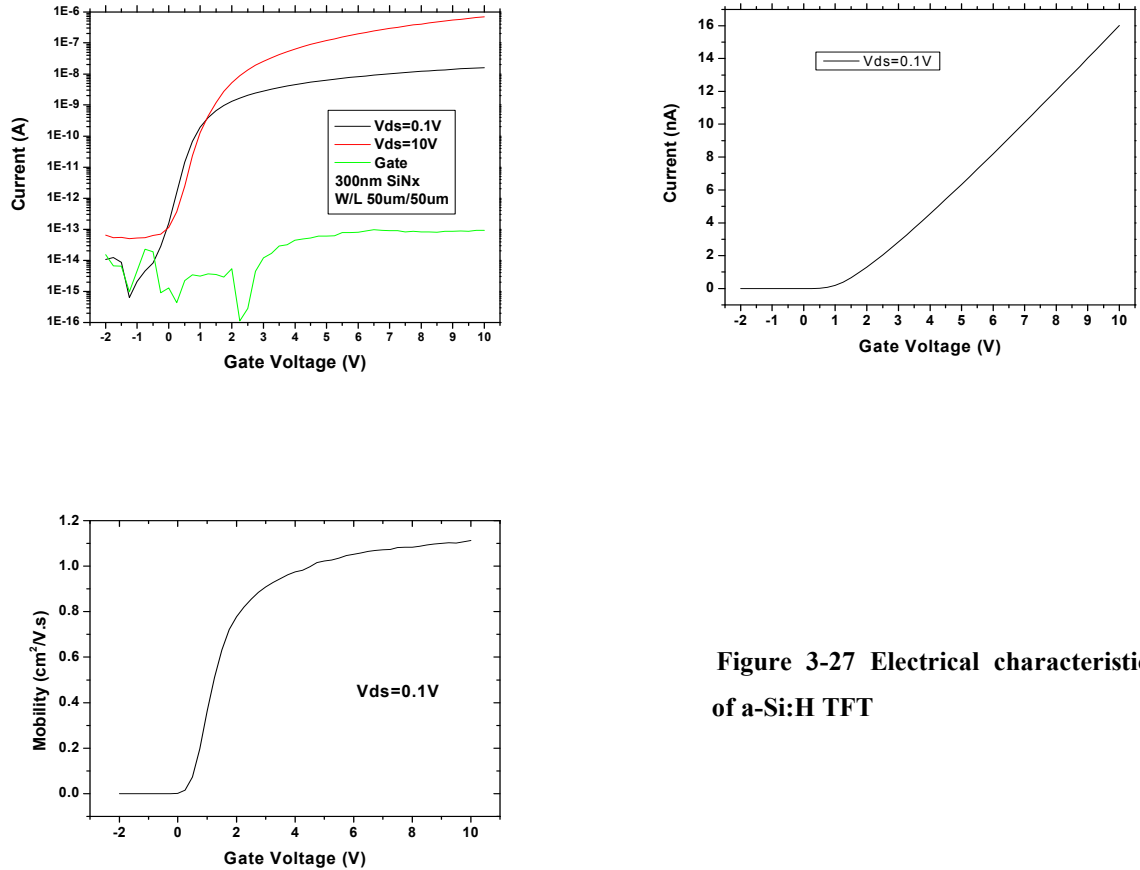 1E-6
1E-7
1E-8
1E-9
1E-10
1E-11
1E-12
1E-13
1E-14
1E-15
1E-16
Current (A)
Vds=0.1V
Vds=10V
Gate
300nm SiNx
W/L 50um/50um
-2 -1 0 1 2 3 4 5 6 7 8 9 10
Gate Voltage (V)
16
14
12
10
8
6
4
2
0
Current (nA)
Vds=0.1V
-2 -1 0 1 2 3 4 5 6 7 8 9 10
Gate Voltage (V)
1.2
1.0
0.8
0.6
0.4
0.2
0.0
Mobility (cm²/V.s)
Vds=0.1V
-2 0 2 4 6 8 10
Gate Voltage (V)
Figure 3-27 Electrical characteristic
of a-Si:H TFT